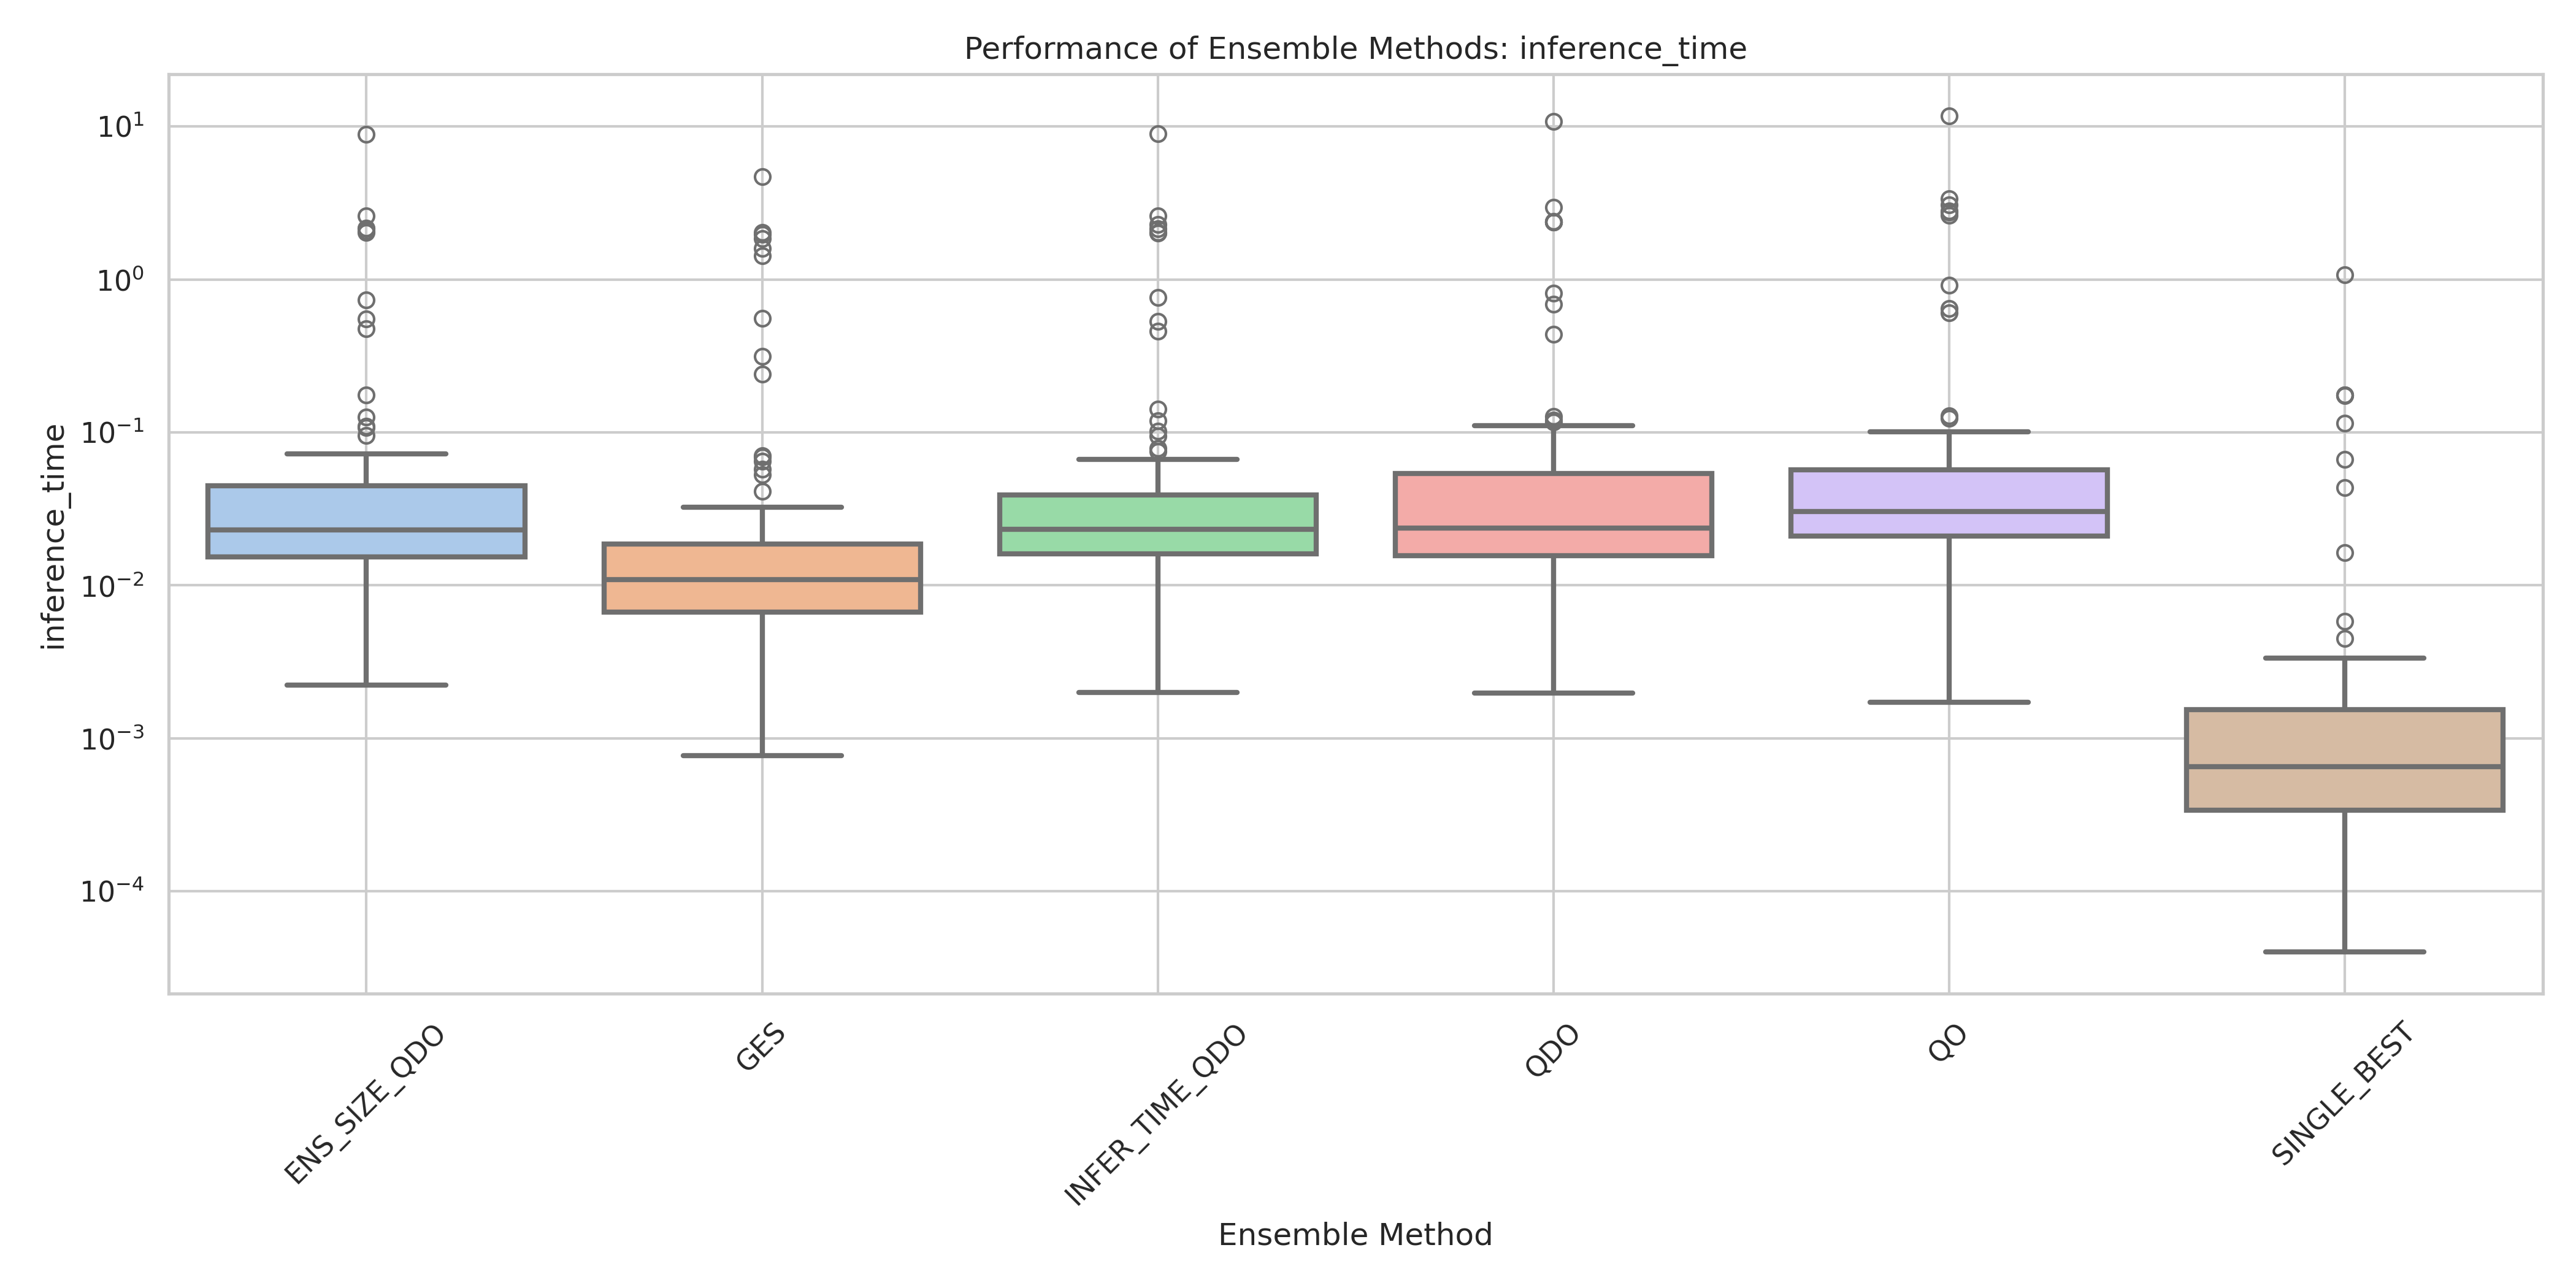 Performance of Ensemble Methods: inference_time
inference_time
10¹
10⁰
10⁻¹
10⁻²
10⁻³
10⁻⁴
ENS_SIZE_QDO
GES
INFER_TIME_QDO
QDO
QO
SINGLE_BEST
Ensemble Method